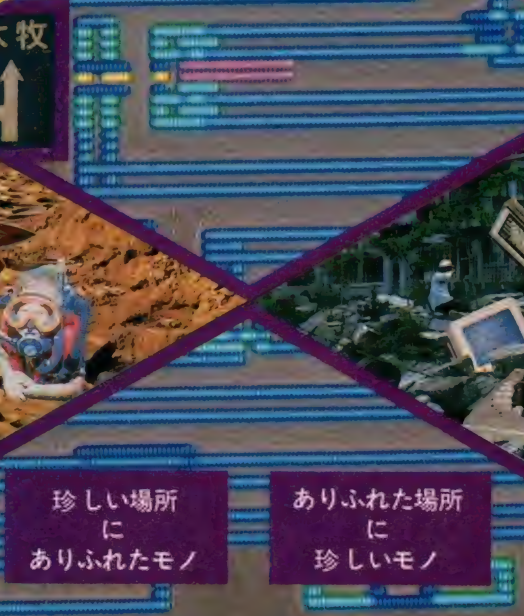 牧
珍しい場所
に
ありふれたモノ
ありふれた場所
に
珍しいモノ